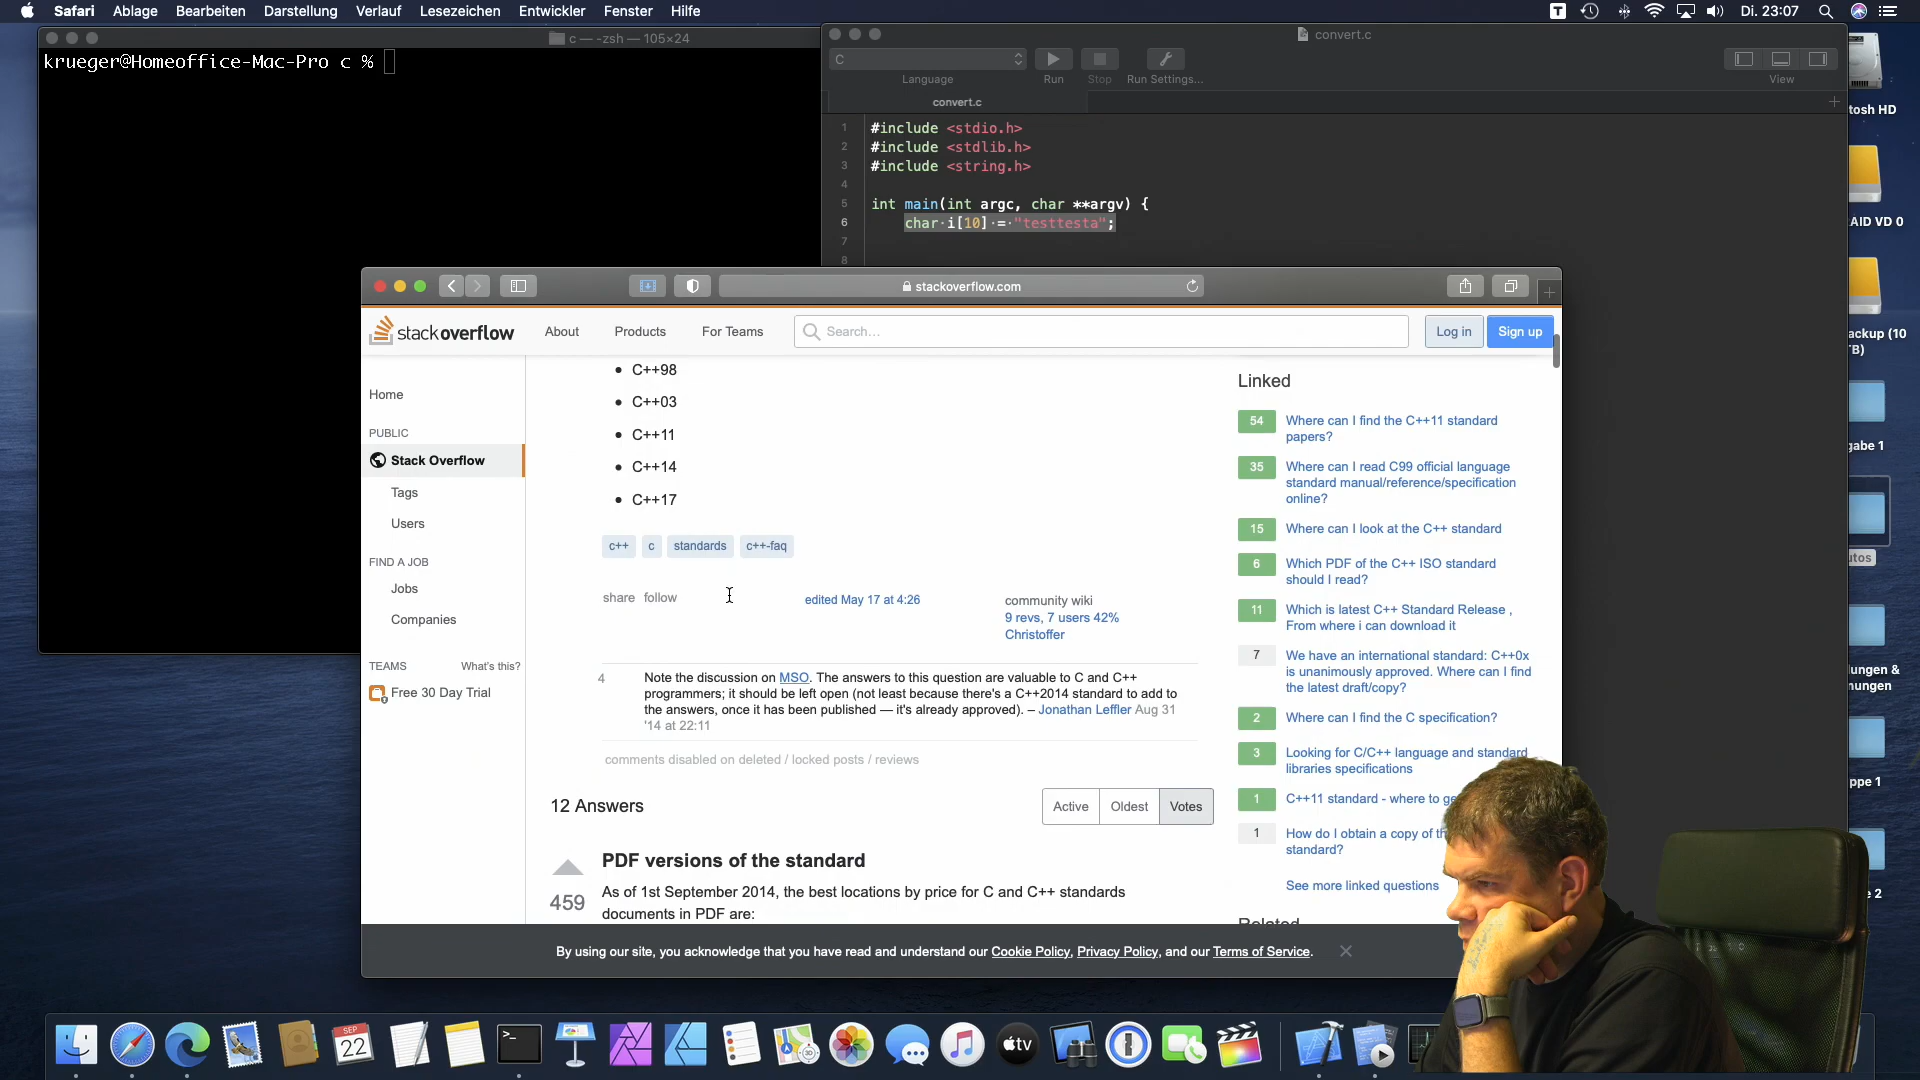 Safari Ablage Bearbeiten Darstellung Verlauf Lesezeichen Entwickler Fenster Hilfe
Di. 23:07
c — -zsh — 105×24
krueger@Homeoffice-Mac-Pro c %
convert.c
C
Language
Run
Stop
Run Settings...
View
convert.c
1 #include <stdio.h>
2 #include <stdlib.h>
3 #include <string.h>
4
5 int main(int argc, char **argv) {
6 char·i[10]·=·"testtesta";
7
8
stackoverflow.com
stackoverflow
About
Products
For Teams
Search...
Log in
Sign up
Home
PUBLIC
Stack Overflow
Tags
Users
FIND A JOB
Jobs
Companies
TEAMS
What's this?
Free 30 Day Trial
C++98
C++03
C++11
C++14
C++17
c++ c standards c++-faq
share follow
edited May 17 at 4:26
community wiki
9 revs, 7 users 42%
Christoffer
4
Note the discussion on MSO. The answers to this question are valuable to C and C++
programmers; it should be left open (not least because there's a C++2014 standard to add to
the answers, once it has been published — it's already approved). – Jonathan Leffler Aug 31
'14 at 22:11
comments disabled on deleted / locked posts / reviews
12 Answers
Active
Oldest
Votes
459
PDF versions of the standard
As of 1st September 2014, the best locations by price for C and C++ standards
documents in PDF are:
Linked
54 Where can I find the C++11 standard
papers?
35 Where can I read C99 official language
standard manual/reference/specification
online?
15 Where can I look at the C++ standard
6 Which PDF of the C++ ISO standard
should I read?
11 Which is latest C++ Standard Release ,
From where i can download it
7 We have an international standard: C++0x
is unanimously approved. Where can I find
the latest draft/copy?
2 Where can I find the C specification?
3 Looking for C/C++ language and standard
libraries specifications
1 C++11 standard - where to
1 How do I obtain a copy of
standard?
See more linked questions
Related
By using our site, you acknowledge that you have read and understand our Cookie Policy, Privacy Policy, and our Terms of Service.
tosh HD
AID VD 0
ackup (10
TB)
gabe 1
utos
ungen &
nungen
ppe 1
e 2
SEP
22
tv